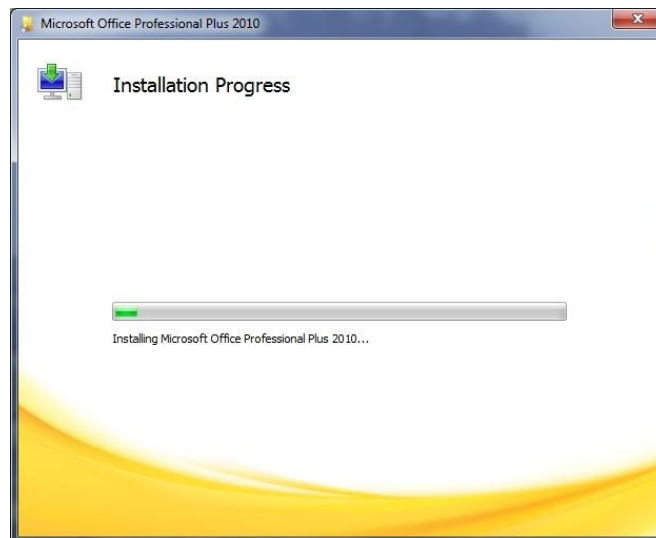 Microsoft Office Professional Plus 2010
Installation Progress
Installing Microsoft Office Professional Plus 2010...